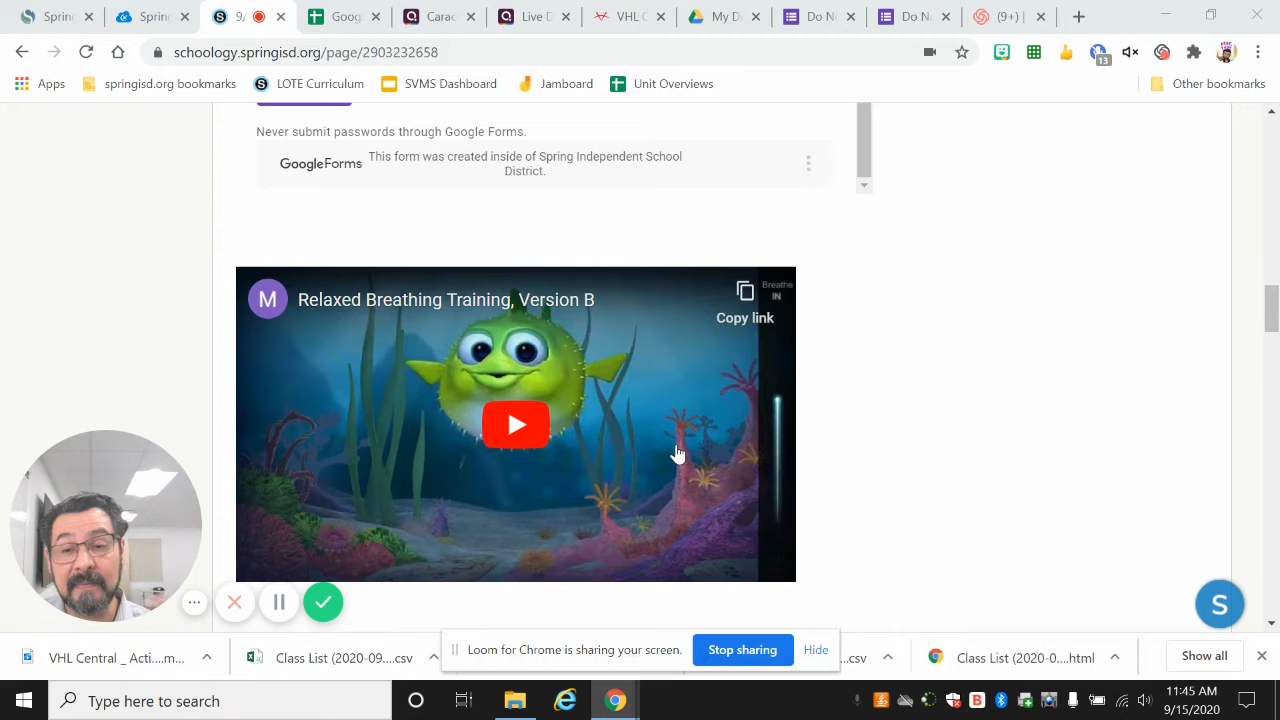 Spring
Spring
S 9/
Goog
Carac
Live D
VHL C
My D
Do N
Do N
(9+) |
schoology.springisd.org/page/2903232658
13
Apps
springisd.org bookmarks
LOTE Curriculum
SVMS Dashboard
Jamboard
Unit Overviews
Other bookmarks
Never submit passwords through Google Forms.
GoogleForms
This form was created inside of Spring Independent School
District.
M
Relaxed Breathing Training, Version B
Copy link
Breathe
IN
S
VHL Central _ Acti....m...
Class List (2020-09....csv
....csv
Class List (2020-0....html
Show all
Loom for Chrome is sharing your screen.
Stop sharing
Hide
Type here to search
11:45 AM
9/15/2020